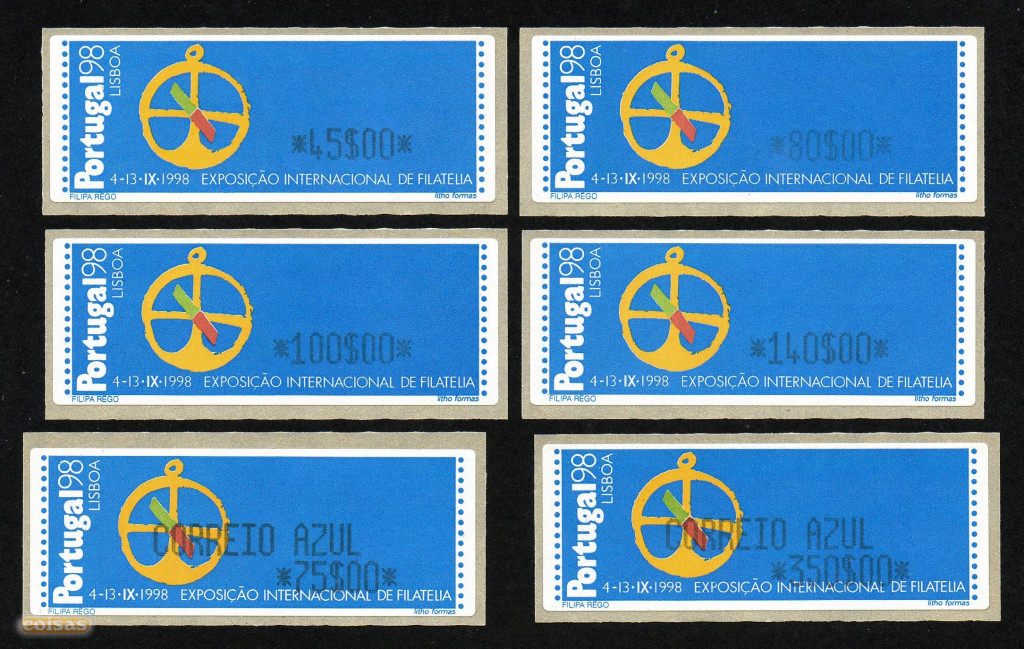 Portugal98
LISBOA
*45$00*
4-13·IX·1998 EXPOSIÇÃO INTERNACIONAL DE FILATELIA
FILIPA RÊGO litho formas
Portugal98
LISBOA
*80$00*
4-13·IX·1998 EXPOSIÇÃO INTERNACIONAL DE FILATELIA
FILIPA RÊGO litho formas
Portugal98
LISBOA
*100$00*
4-13·IX·1998 EXPOSIÇÃO INTERNACIONAL DE FILATELIA
FILIPA RÊGO litho formas
Portugal98
LISBOA
*140$00*
4-13·IX·1998 EXPOSIÇÃO INTERNACIONAL DE FILATELIA
FILIPA RÊGO litho formas
Portugal98
LISBOA
CORREIO AZUL
*75$00*
4-13·IX·1998 EXPOSIÇÃO INTERNACIONAL DE FILATELIA
FILIPA RÊGO litho formas
Portugal98
LISBOA
CORREIO AZUL
*350$00*
4-13·IX·1998 EXPOSIÇÃO INTERNACIONAL DE FILATELIA
FILIPA RÊGO litho formas
coisas